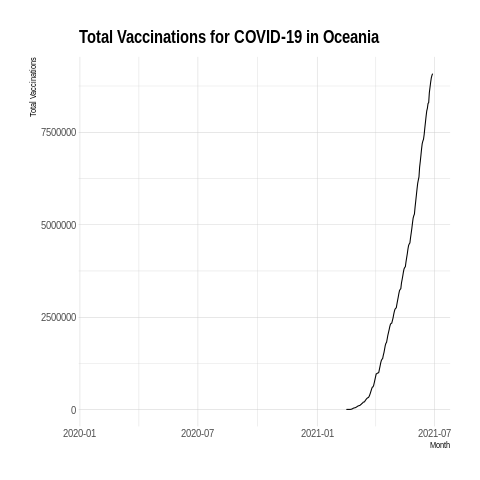 Total Vaccinations for COVID-19 in Oceania
Total Vaccinations
7500000
5000000
2500000
0
2020-01 2020-07 2021-01 2021-07
Month